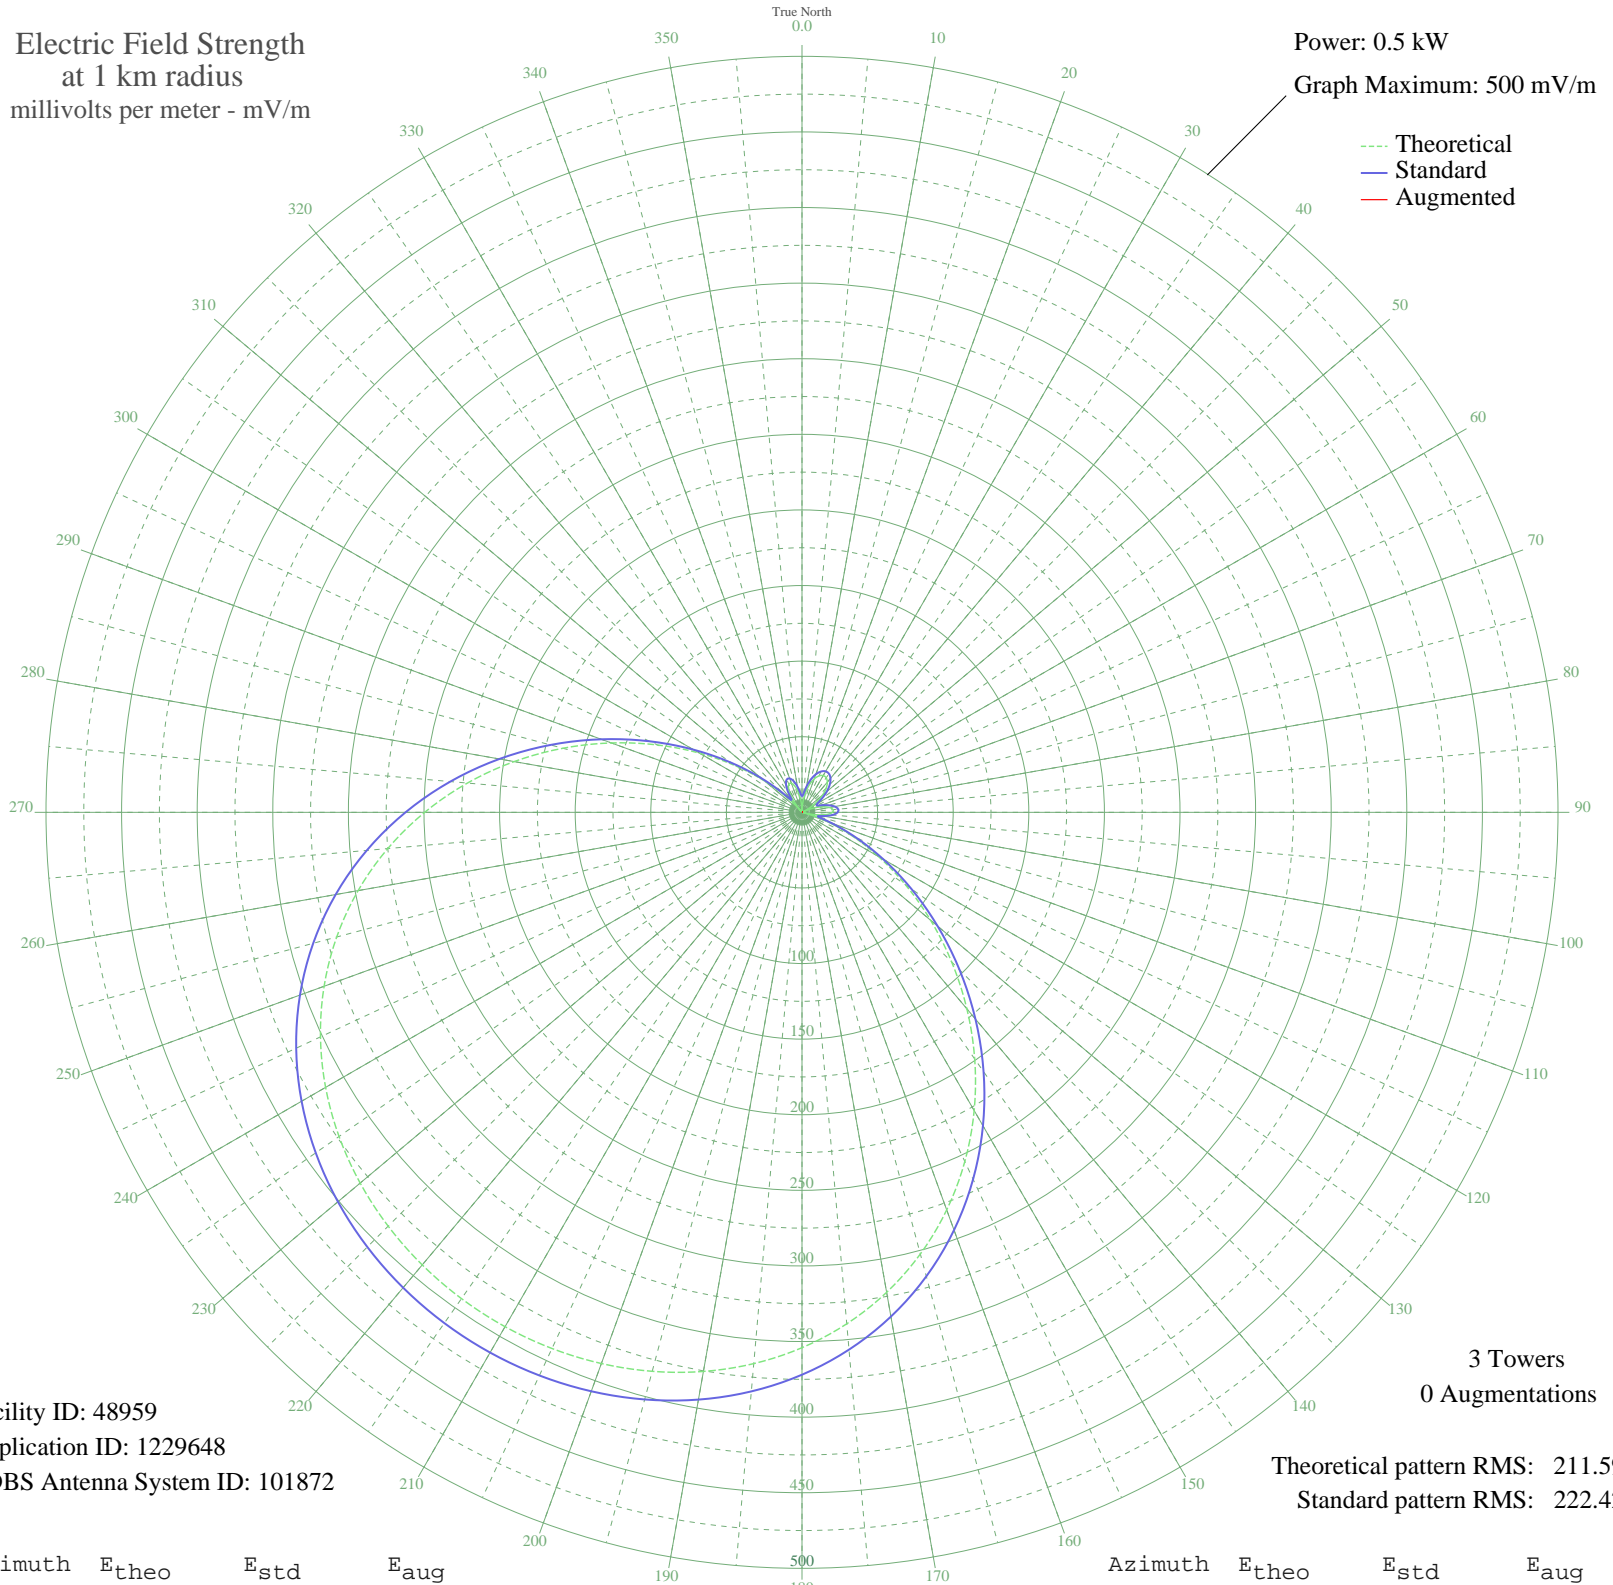 True North
0.0
Electric Field Strength
at 1 km radius
millivolts per meter - mV/m
Power: 0.5 kW
Graph Maximum: 500 mV/m
Theoretical
Standard
Augmented
10
20
30
40
50
60
70
80
90
100
110
120
130
140
150
160
170
190
200
210
220
230
240
250
260
270
280
290
300
310
320
330
340
350
100
150
200
250
300
350
400
450
500
3 Towers
0 Augmentations
cility ID: 48959
plication ID: 1229648
DBS Antenna System ID: 101872
Theoretical pattern RMS: 211.59
Standard pattern RMS: 222.42
imuth Etheo Estd Eaug
Azimuth Etheo Estd Eaug